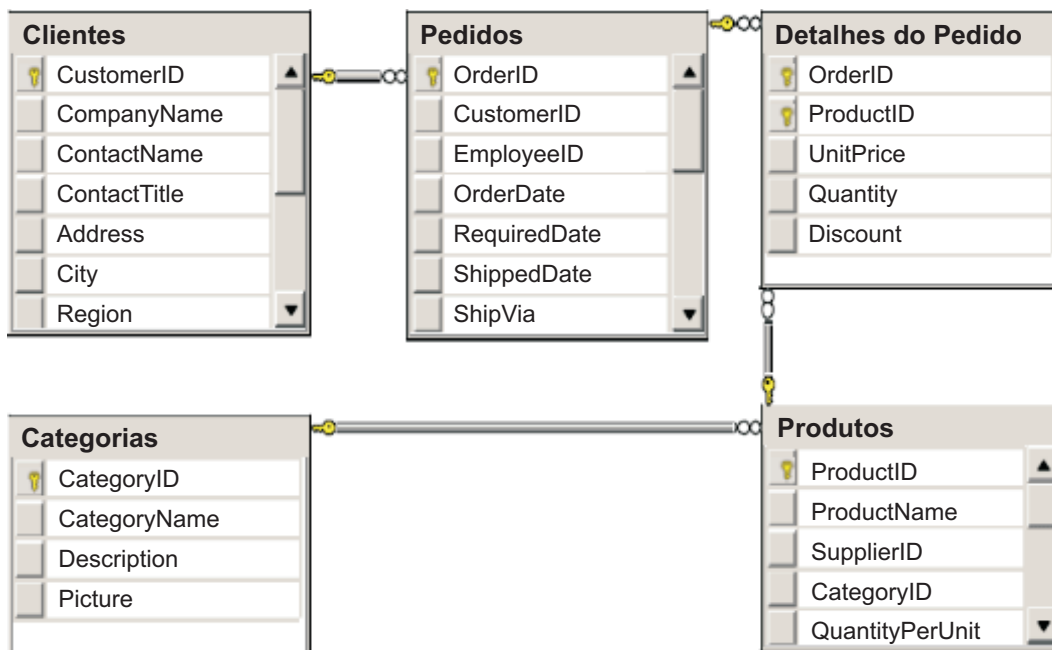 Clientes
CustomerID
CompanyName
ContactName
ContactTitle
Address
City
Region
Pedidos
OrderID
CustomerID
EmployeeID
OrderDate
RequiredDate
ShippedDate
ShipVia
Detalhes do Pedido
OrderID
ProductID
UnitPrice
Quantity
Discount
Categorias
CategoryID
CategoryName
Description
Picture
Produtos
ProductID
ProductName
SupplierID
CategoryID
QuantityPerUnit